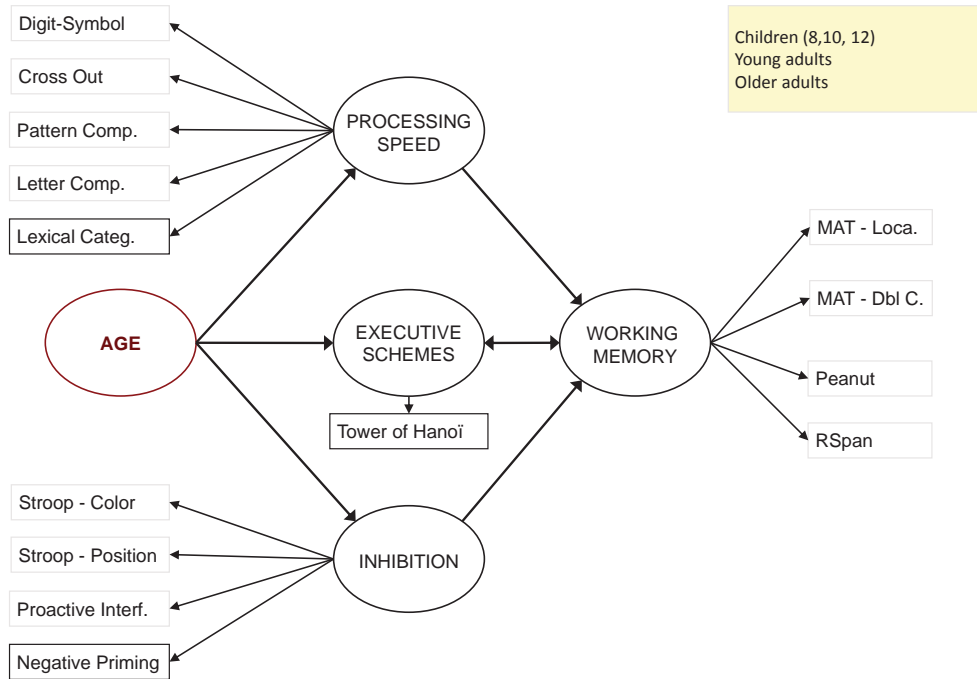 Digit-Symbol
Cross Out
Pattern Comp.
Letter Comp.
Lexical Categ.
PROCESSING
SPEED
Children (8,10, 12)
Young adults
Older adults
AGE
EXECUTIVE
SCHEMES
Tower of Hanoï
WORKING
MEMORY
MAT - Loca.
MAT - Dbl C.
Peanut
RSpan
Stroop - Color
Stroop - Position
Proactive Interf.
Negative Priming
INHIBITION